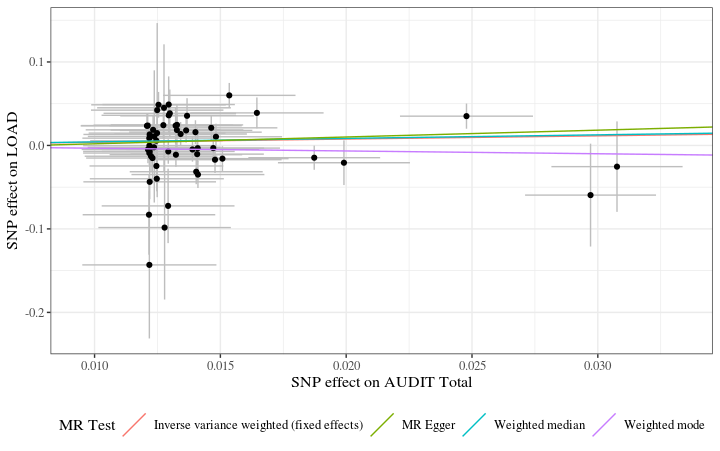 0.1
0.0
-0.1
-0.2
SNP effect on LOAD
0.010
0.015
0.020
0.025
0.030
SNP effect on AUDIT Total
MR Test
Inverse variance weighted (fixed effects)
MR Egger
Weighted median
Weighted mode